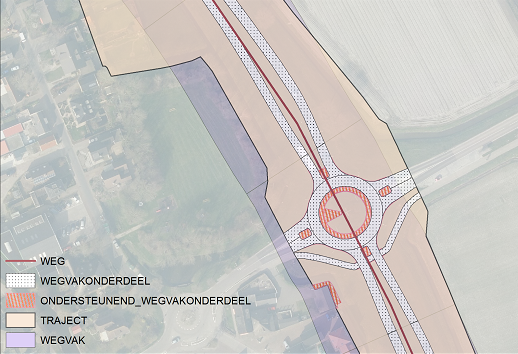 WEG
WEGVAKONDERDEEL
ONDERSTEUNEND_WEGVAKONDERDEEL
TRAJECT
WEGVAK